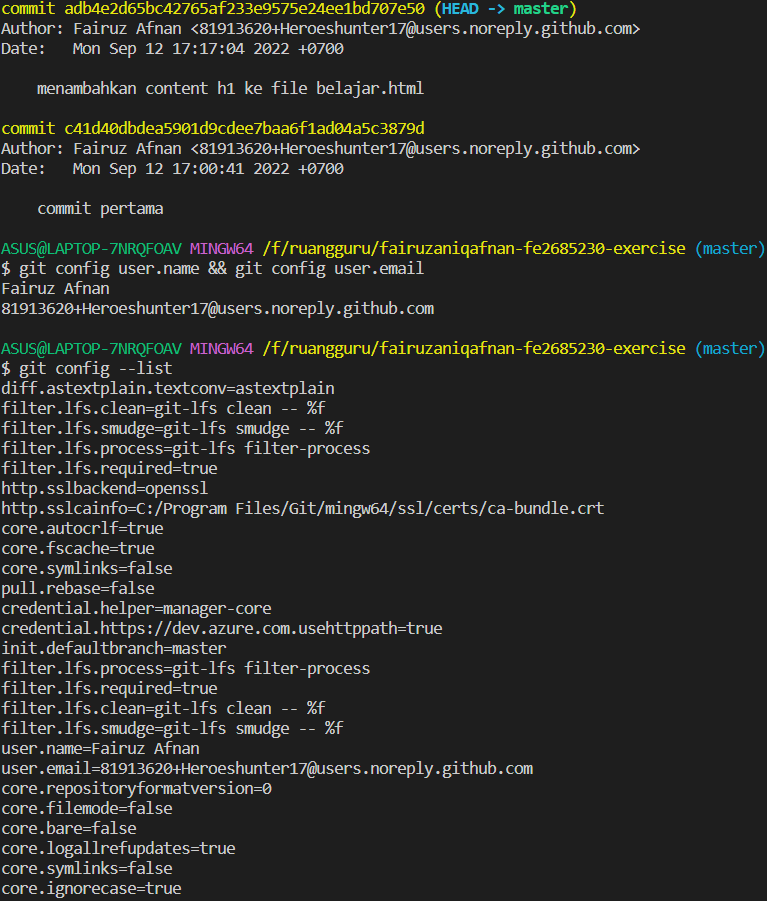 commit adb4e2d65bc42765af233e9575e24ee1bd707e50 (HEAD -> master)
Author: Fairuz Afnan <81913620+Heroeshunter17@users.noreply.github.com>
Date:   Mon Sep 12 17:17:04 2022 +0700
    menambahkan content h1 ke file belajar.html
commit c41d40dbdea5901d9cdee7baa6f1ad04a5c3879d
Author: Fairuz Afnan <81913620+Heroeshunter17@users.noreply.github.com>
Date:   Mon Sep 12 17:00:41 2022 +0700
    commit pertama
ASUS@LAPTOP-7NRQFOAV MINGW64 /f/ruangguru/fairuzaniqafnan-fe2685230-exercise (master)
$ git config user.name && git config user.email
Fairuz Afnan
81913620+Heroeshunter17@users.noreply.github.com
ASUS@LAPTOP-7NRQFOAV MINGW64 /f/ruangguru/fairuzaniqafnan-fe2685230-exercise (master)
$ git config --list
diff.astextplain.textconv=astextplain
filter.lfs.clean=git-lfs clean -- %f
filter.lfs.smudge=git-lfs smudge -- %f
filter.lfs.process=git-lfs filter-process
filter.lfs.required=true
http.sslbackend=openssl
http.sslcainfo=C:/Program Files/Git/mingw64/ssl/certs/ca-bundle.crt
core.autocrlf=true
core.fscache=true
core.symlinks=false
pull.rebase=false
credential.helper=manager-core
credential.https://dev.azure.com.usehttppath=true
init.defaultbranch=master
filter.lfs.process=git-lfs filter-process
filter.lfs.required=true
filter.lfs.clean=git-lfs clean -- %f
filter.lfs.smudge=git-lfs smudge -- %f
user.name=Fairuz Afnan
user.email=81913620+Heroeshunter17@users.noreply.github.com
core.repositoryformatversion=0
core.filemode=false
core.bare=false
core.logallrefupdates=true
core.symlinks=false
core.ignorecase=true